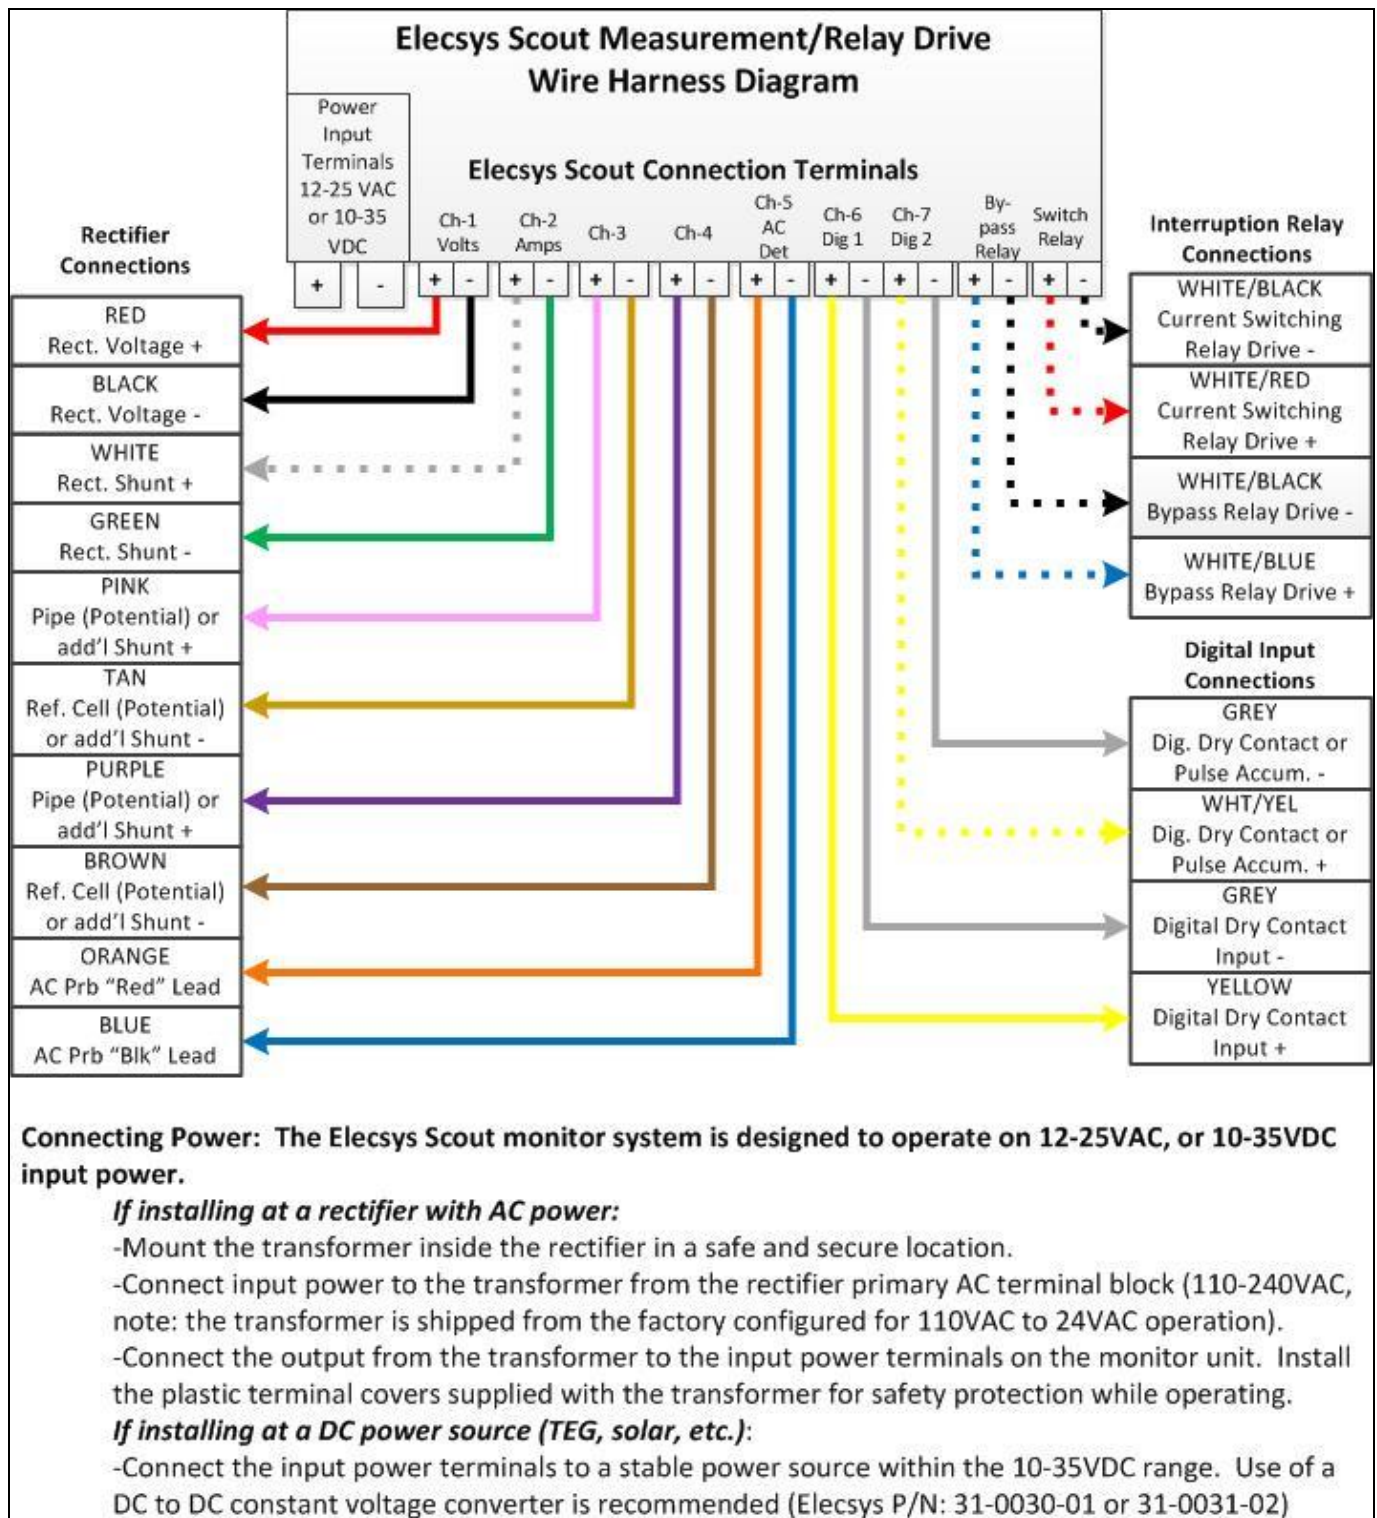 Elecsys Scout Measurement/Relay Drive
Wire Harness Diagram
Power
Input
Terminals
12-25 VAC
or 10-35
VDC
+ -
Elecsys Scout Connection Terminals
Ch-1
Volts
+ -
Ch-2
Amps
+ -
Ch-3
+ -
Ch-4
+ -
Ch-5
AC
Det
+ -
Ch-6
Dig 1
+ -
Ch-7
Dig 2
+ -
By-
pass
Relay
+ -
Switch
Relay
+ -
Rectifier
Connections
RED
Rect. Voltage +
BLACK
Rect. Voltage -
WHITE
Rect. Shunt +
GREEN
Rect. Shunt -
PINK
Pipe (Potential) or
add'l Shunt +
TAN
Ref. Cell (Potential)
or add'l Shunt -
PURPLE
Pipe (Potential) or
add'l Shunt +
BROWN
Ref. Cell (Potential)
or add'l Shunt -
ORANGE
AC Prb "Red" Lead
BLUE
AC Prb "Blk" Lead
Interruption Relay
Connections
WHITE/BLACK
Current Switching
Relay Drive -
WHITE/RED
Current Switching
Relay Drive +
WHITE/BLACK
Bypass Relay Drive -
WHITE/BLUE
Bypass Relay Drive +
Digital Input
Connections
GREY
Dig. Dry Contact or
Pulse Accum. -
WHT/YEL
Dig. Dry Contact or
Pulse Accum. +
GREY
Digital Dry Contact
Input -
YELLOW
Digital Dry Contact
Input +
Connecting Power: The Elecsys Scout monitor system is designed to operate on 12-25VAC, or 10-35VDC
input power.
If installing at a rectifier with AC power:
-Mount the transformer inside the rectifier in a safe and secure location.
-Connect input power to the transformer from the rectifier primary AC terminal block (110-240VAC,
note: the transformer is shipped from the factory configured for 110VAC to 24VAC operation).
-Connect the output from the transformer to the input power terminals on the monitor unit. Install
the plastic terminal covers supplied with the transformer for safety protection while operating.
If installing at a DC power source (TEG, solar, etc.):
-Connect the input power terminals to a stable power source within the 10-35VDC range. Use of a
DC to DC constant voltage converter is recommended (Elecsys P/N: 31-0030-01 or 31-0031-02)